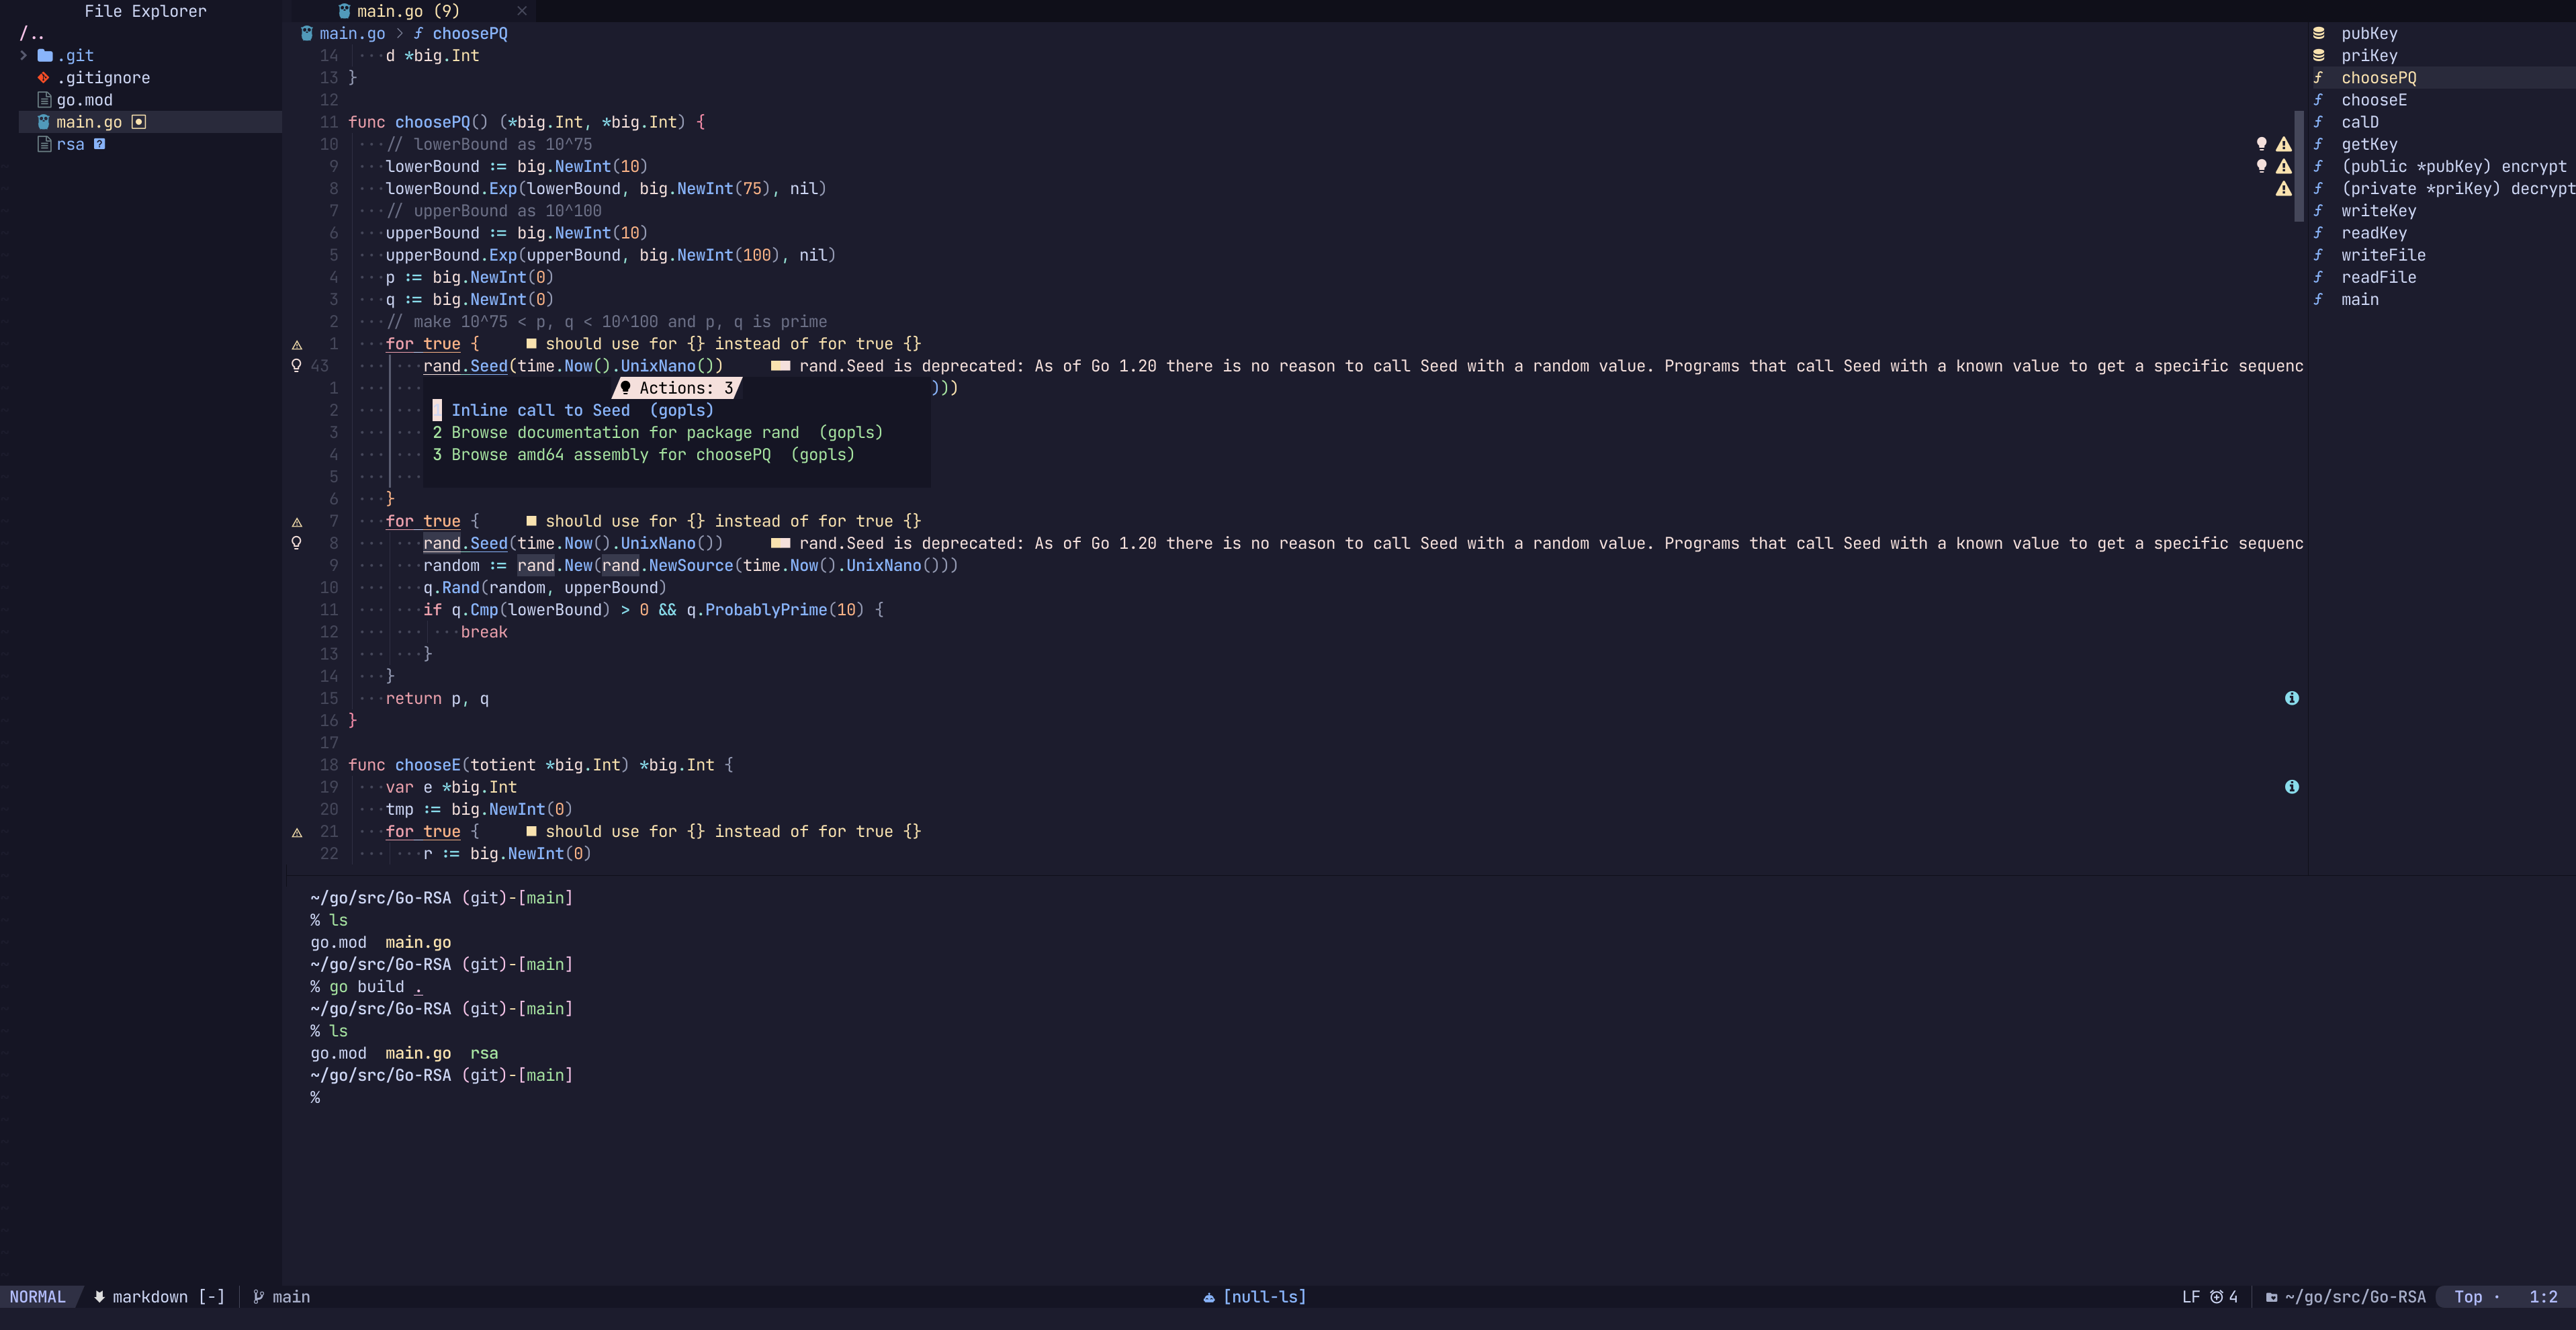 File Explorer
/..
.git
.gitignore
go.mod
main.go
rsa
main.go (9) ×
main.go > f choosePQ
14 ···d *big.Int
13 }
12
11 func choosePQ() (*big.Int, *big.Int) {
10 ···// lowerBound as 10^75
9 ···lowerBound := big.NewInt(10)
8 ···lowerBound.Exp(lowerBound, big.NewInt(75), nil)
7 ···// upperBound as 10^100
6 ···upperBound := big.NewInt(10)
5 ···upperBound.Exp(upperBound, big.NewInt(100), nil)
4 ···p := big.NewInt(0)
3 ···q := big.NewInt(0)
2 ···// make 10^75 < p, q < 10^100 and p, q is prime
1 ···for true { ■ should use for {} instead of for true {}
43 ··· ···rand.Seed(time.Now().UnixNano()) rand.Seed is deprecated: As of Go 1.20 there is no reason to call Seed with a random value. Programs that call Seed with a known value to get a specific sequenc
1 ··· ··· Actions: 3 )))
2 ··· ··· Inline call to Seed (gopls)
3 ··· ··· 2 Browse documentation for package rand (gopls)
4 ··· ··· 3 Browse amd64 assembly for choosePQ (gopls)
5 ··· ···
6 ···}
7 ···for true { ■ should use for {} instead of for true {}
8 ··· ···rand.Seed(time.Now().UnixNano()) rand.Seed is deprecated: As of Go 1.20 there is no reason to call Seed with a random value. Programs that call Seed with a known value to get a specific sequenc
9 ··· ···random := rand.New(rand.NewSource(time.Now().UnixNano()))
10 ··· ···q.Rand(random, upperBound)
11 ··· ···if q.Cmp(lowerBound) > 0 && q.ProbablyPrime(10) {
12 ··· ··· ···break
13 ··· ···}
14 ···}
15 ···return p, q
16 }
17
18 func chooseE(totient *big.Int) *big.Int {
19 ···var e *big.Int
20 ···tmp := big.NewInt(0)
21 ···for true { ■ should use for {} instead of for true {}
22 ··· ···r := big.NewInt(0)
pubKey
priKey
f choosePQ
f chooseE
f calD
f getKey
f (public *pubKey) encrypt
f (private *priKey) decrypt
f writeKey
f readKey
f writeFile
f readFile
f main
~/go/src/Go-RSA (git)-[main]
% ls
go.mod main.go
~/go/src/Go-RSA (git)-[main]
% go build .
~/go/src/Go-RSA (git)-[main]
% ls
go.mod main.go rsa
~/go/src/Go-RSA (git)-[main]
%
NORMAL markdown [-] main [null-ls] LF 4 ~/go/src/Go-RSA Top · 1:2